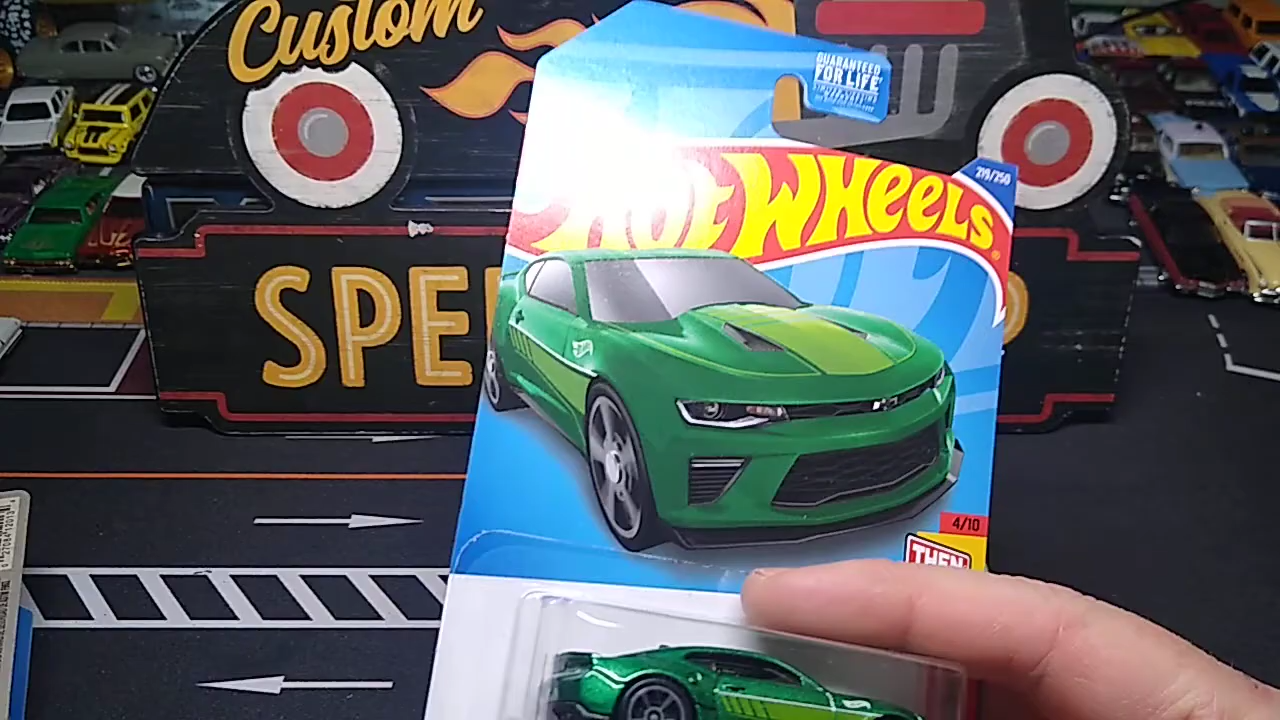 Custom
GUARANTEED
FOR LIFE
219/250
HOT WHEELS
SPE
4/10
THEN